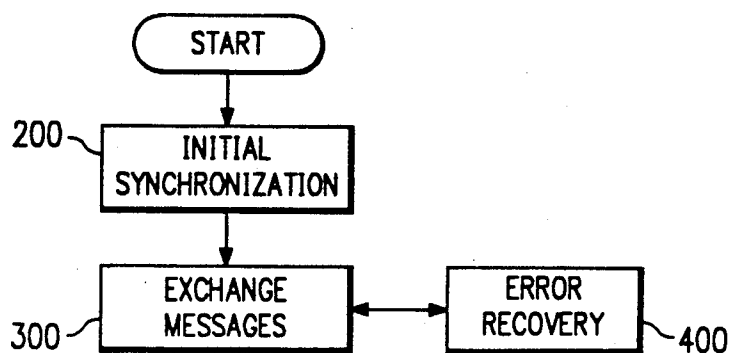 START
200
INITIAL
SYNCHRONIZATION
300
EXCHANGE
MESSAGES
ERROR
RECOVERY
400